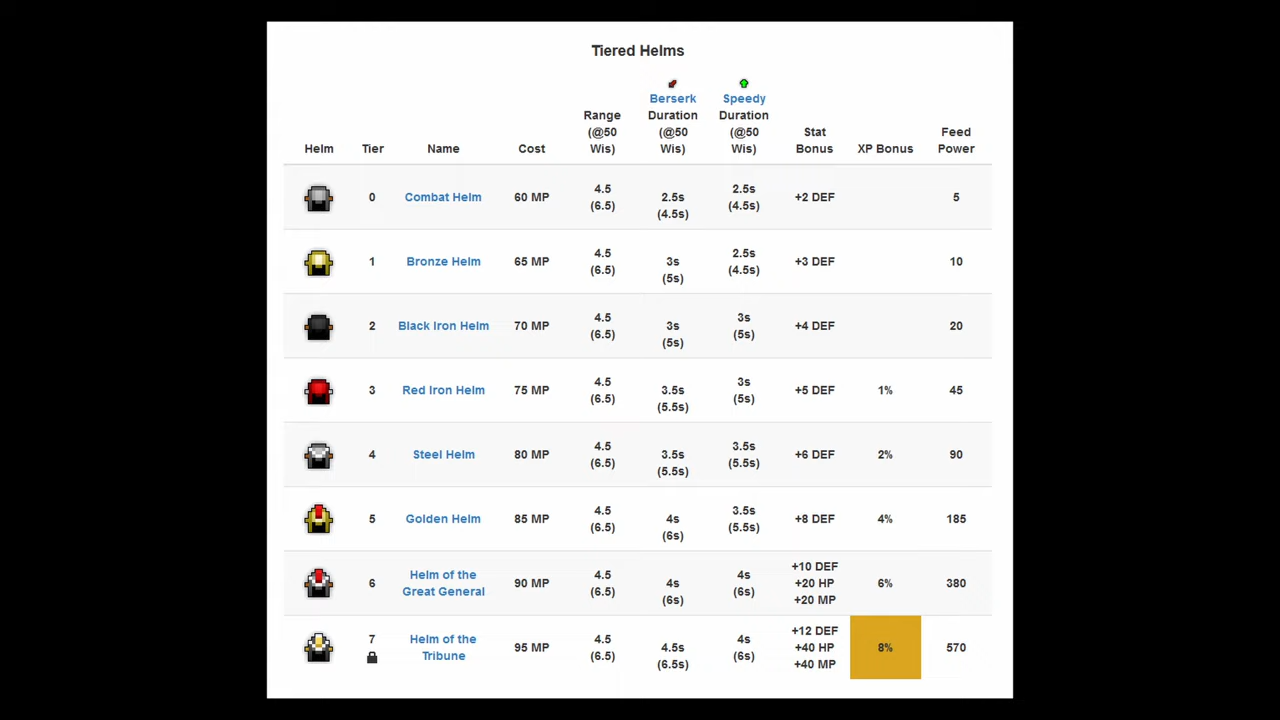 Tiered Helms
Helm Tier Name Cost Range (@50 Wis) Berserk Duration (@50 Wis) Speedy Duration (@50 Wis) Stat Bonus XP Bonus Feed Power
0 Combat Helm 60 MP 4.5 (6.5) 2.5s (4.5s) 2.5s (4.5s) +2 DEF 5
1 Bronze Helm 65 MP 4.5 (6.5) 3s (5s) 2.5s (4.5s) +3 DEF 10
2 Black Iron Helm 70 MP 4.5 (6.5) 3s (5s) 3s (5s) +4 DEF 20
3 Red Iron Helm 75 MP 4.5 (6.5) 3.5s (5.5s) 3s (5s) +5 DEF 1% 45
4 Steel Helm 80 MP 4.5 (6.5) 3.5s (5.5s) 3.5s (5.5s) +6 DEF 2% 90
5 Golden Helm 85 MP 4.5 (6.5) 4s (6s) 3.5s (5.5s) +8 DEF 4% 185
6 Helm of the Great General 90 MP 4.5 (6.5) 4s (6s) 4s (6s) +10 DEF +20 HP +20 MP 6% 380
7 Helm of the Tribune 95 MP 4.5 (6.5) 4.5s (6.5s) 4s (6s) +12 DEF +40 HP +40 MP 8% 570